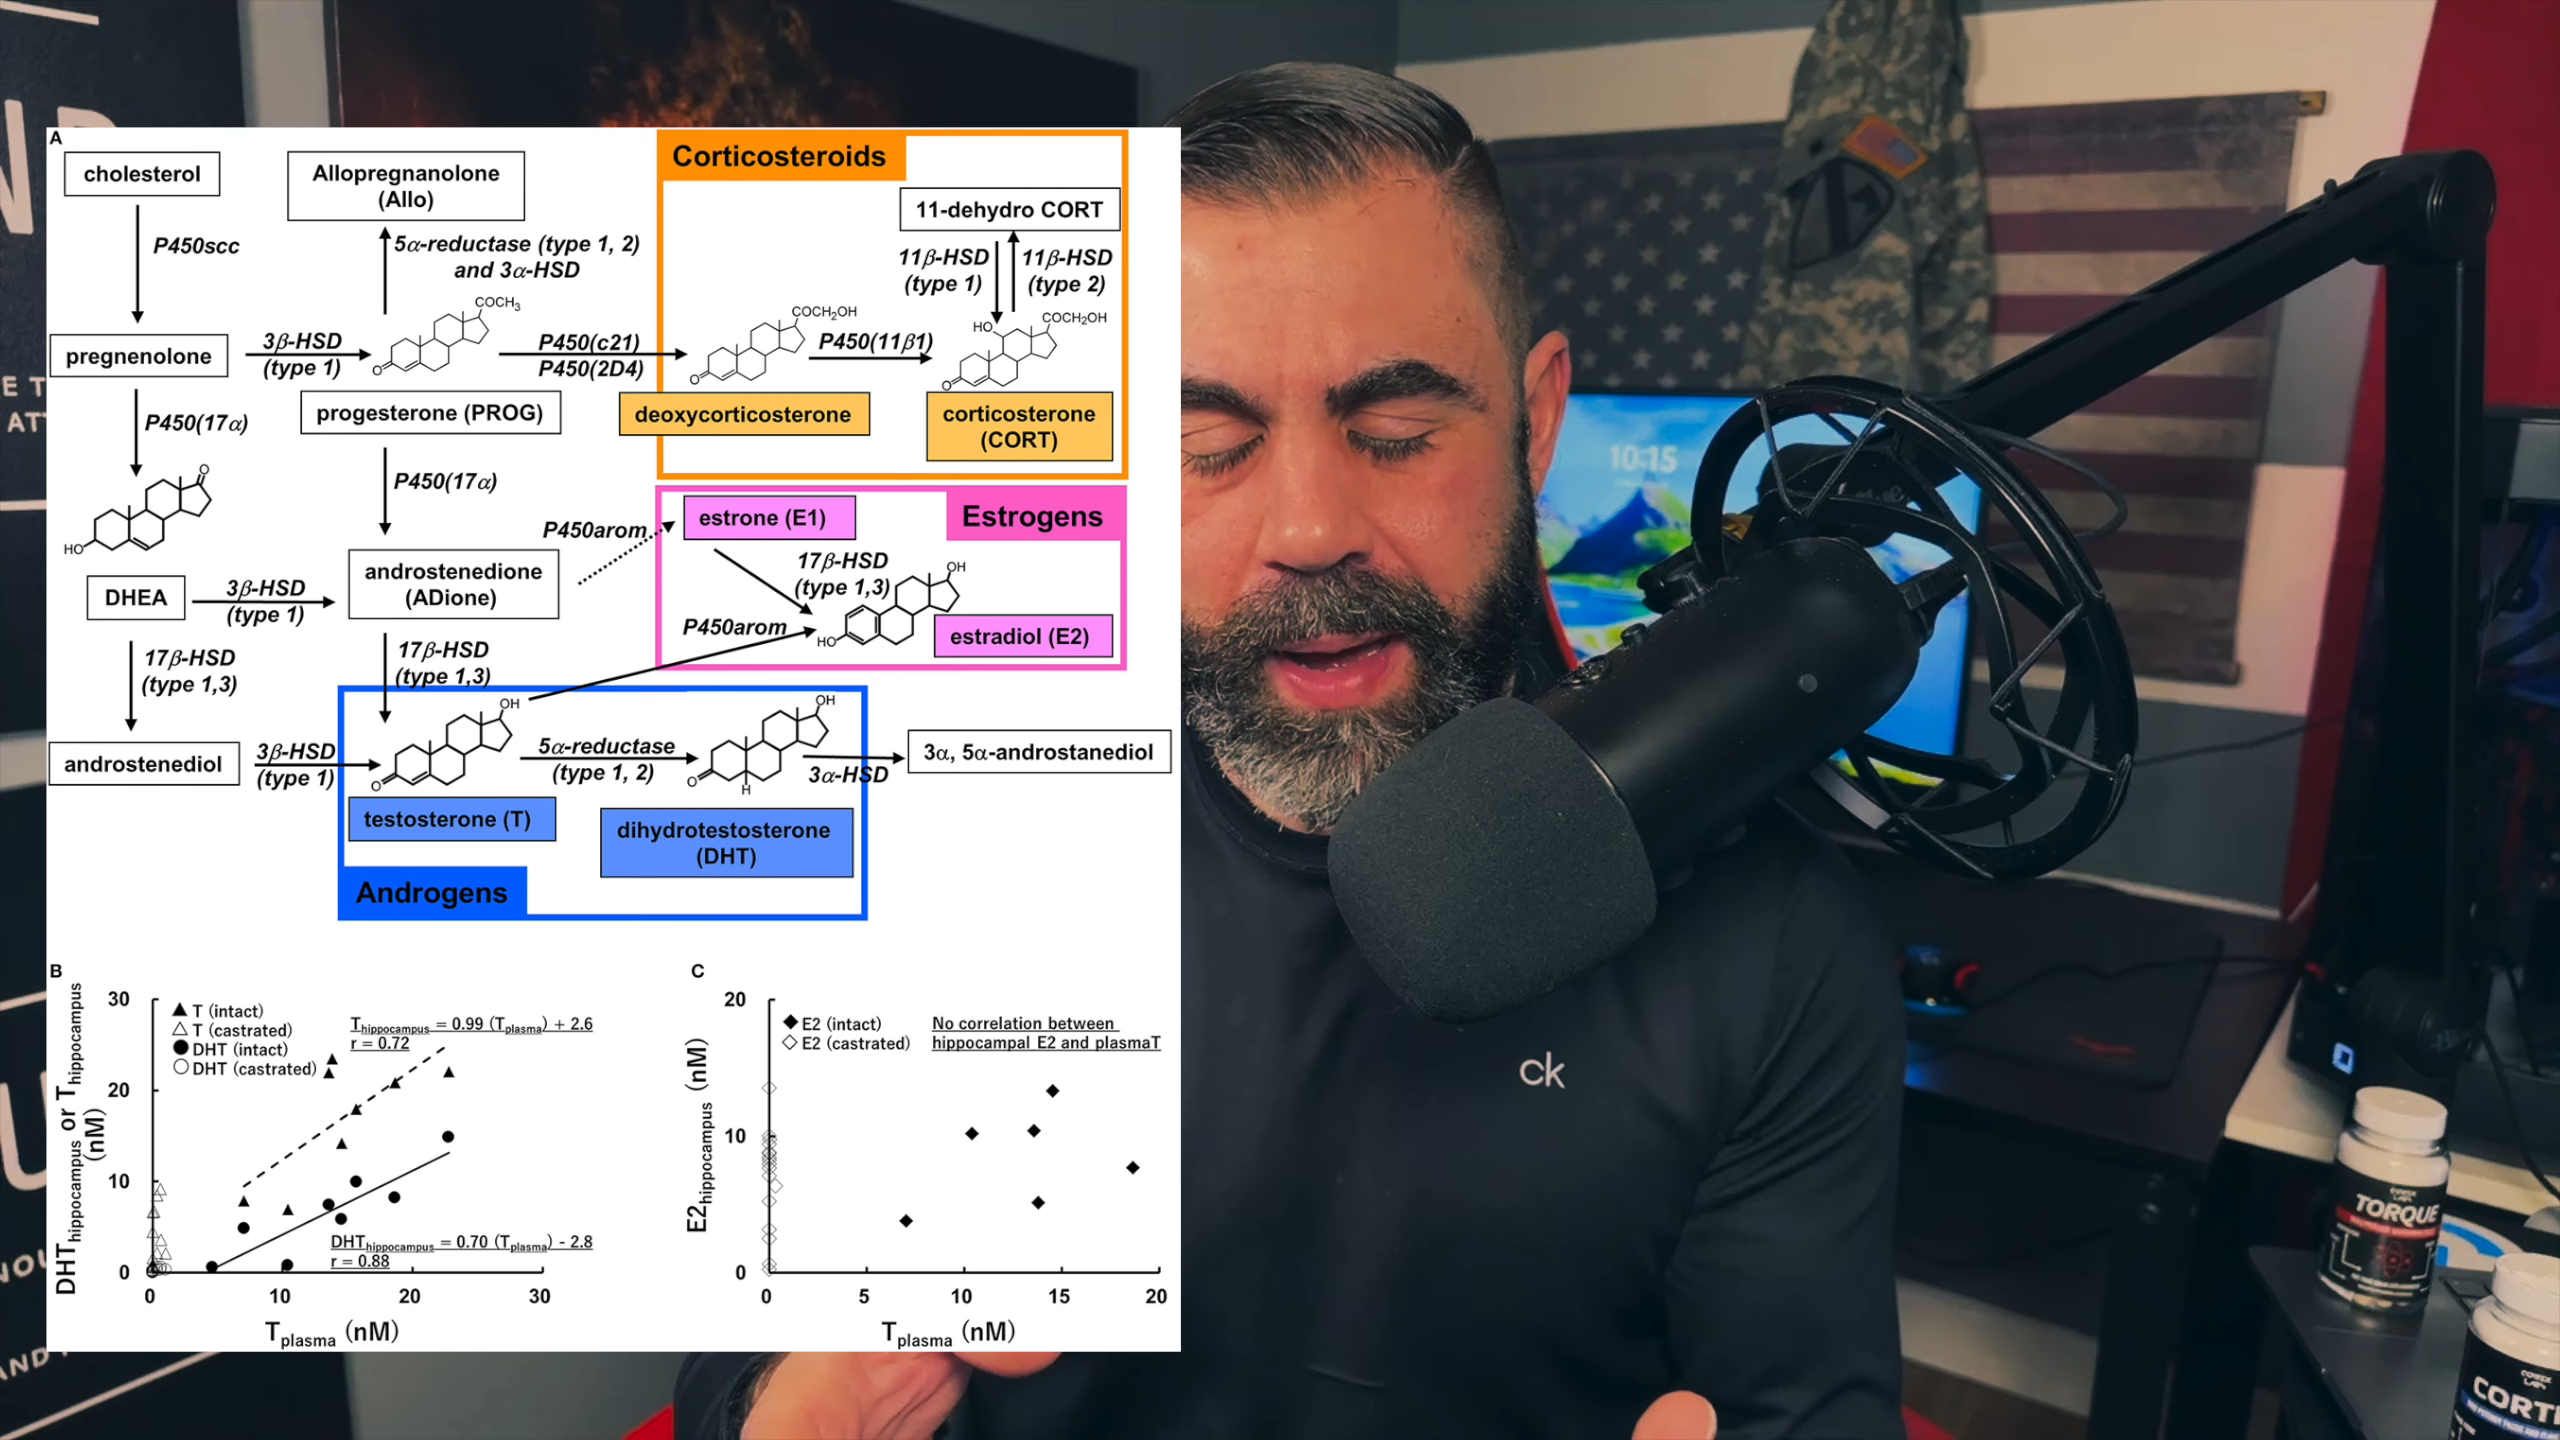 A
cholesterol
P450scc
Allopregnanolone
(Allo)
5α-reductase (type 1, 2)
and 3α-HSD
COCH3
Corticosteroids
11-dehydro CORT
11β-HSD
(type 1)
11β-HSD
(type 2)
COCH2OH
COCH2OH
HO
O
O
O
pregnenolone
3β-HSD
(type 1)
P450(c21)
P450(2D4)
P450(11β1)
progesterone (PROG)
deoxycorticosterone
corticosterone
(CORT)
P450(17α)
P450(17α)
O
HO
P450arom
estrone (E1)
Estrogens
17β-HSD
(type 1,3)
OH
HO
estradiol (E2)
P450arom
DHEA
3β-HSD
(type 1)
androstenedione
(ADione)
17β-HSD
(type 1,3)
17β-HSD
(type 1,3)
androstenediol
3β-HSD
(type 1)
OH
O
5α-reductase
(type 1, 2)
OH
O
H
3α-HSD
3α, 5α-androstanediol
testosterone (T)
dihydrotestosterone
(DHT)
Androgens
B
DHThippocampus or Thippocampus
(nM)
30
20
10
0
T (intact)
T (castrated)
DHT (intact)
DHT (castrated)
Thippocampus = 0.99 (Tplasma) + 2.6
r = 0.72
DHThippocampus = 0.70 (Tplasma) - 2.8
r = 0.88
0
10
20
30
Tplasma (nM)
C
E2hippocampus (nM)
20
10
0
E2 (intact)
E2 (castrated)
No correlation between
hippocampal E2 and plasmaT
0
5
10
15
20
Tplasma (nM)
10:15
ck
TORQUE